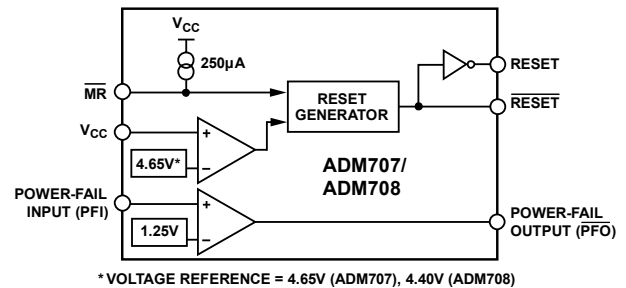 VCC
250µA
MR
RESET
GENERATOR
RESET
RESET
VCC
+
−
4.65V*
ADM707/
ADM708
POWER-FAIL
INPUT (PFI)
+
−
1.25V
POWER-FAIL
OUTPUT (PFO)
*VOLTAGE REFERENCE = 4.65V (ADM707), 4.40V (ADM708)